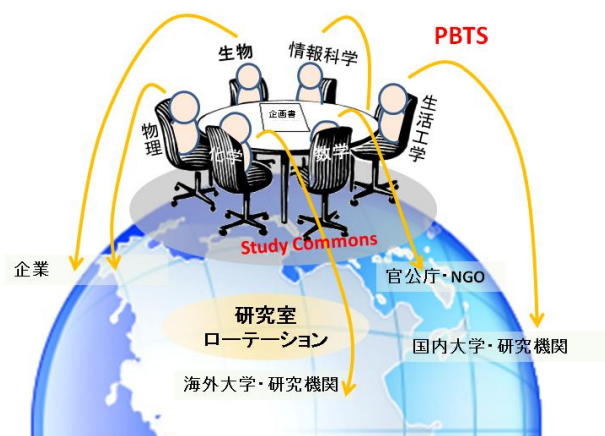 PBTS
生物
情報科学
物理
企画書
生活工学
化学
数学
Study Commons
企業
官公庁・NGO
研究室
ローテーション
国内大学・研究機関
海外大学・研究機関